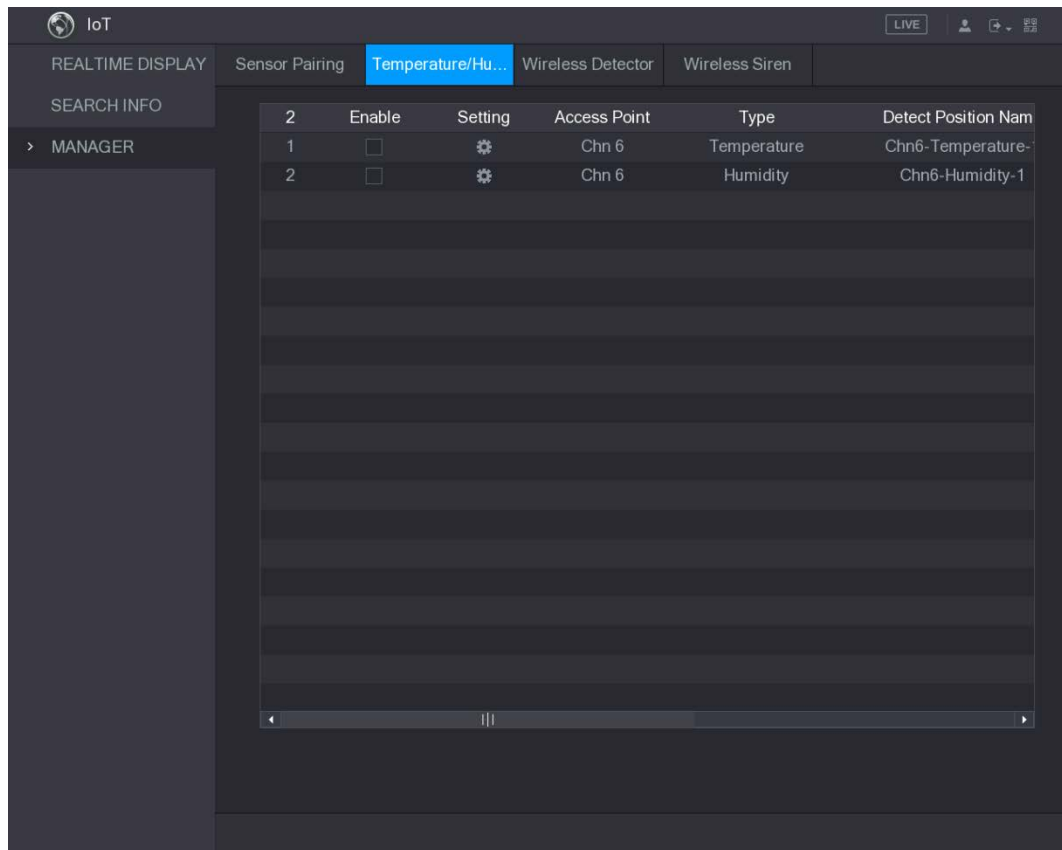 IoT
LIVE
REALTIME DISPLAY
SEARCH INFO
MANAGER
Sensor Pairing Temperature/Hu... Wireless Detector Wireless Siren
2 Enable Setting Access Point Type Detect Position Nam
1 Chn 6 Temperature Chn6-Temperature-1
2 Chn 6 Humidity Chn6-Humidity-1